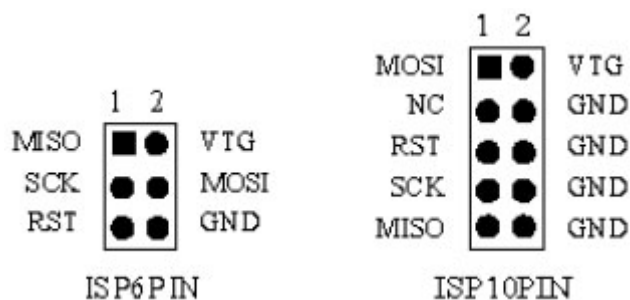 1 2
MISO VTG
SCK MOSI
RST GND
ISP6PIN
1 2
MOSI VTG
NC GND
RST GND
SCK GND
MISO GND
ISP10PIN